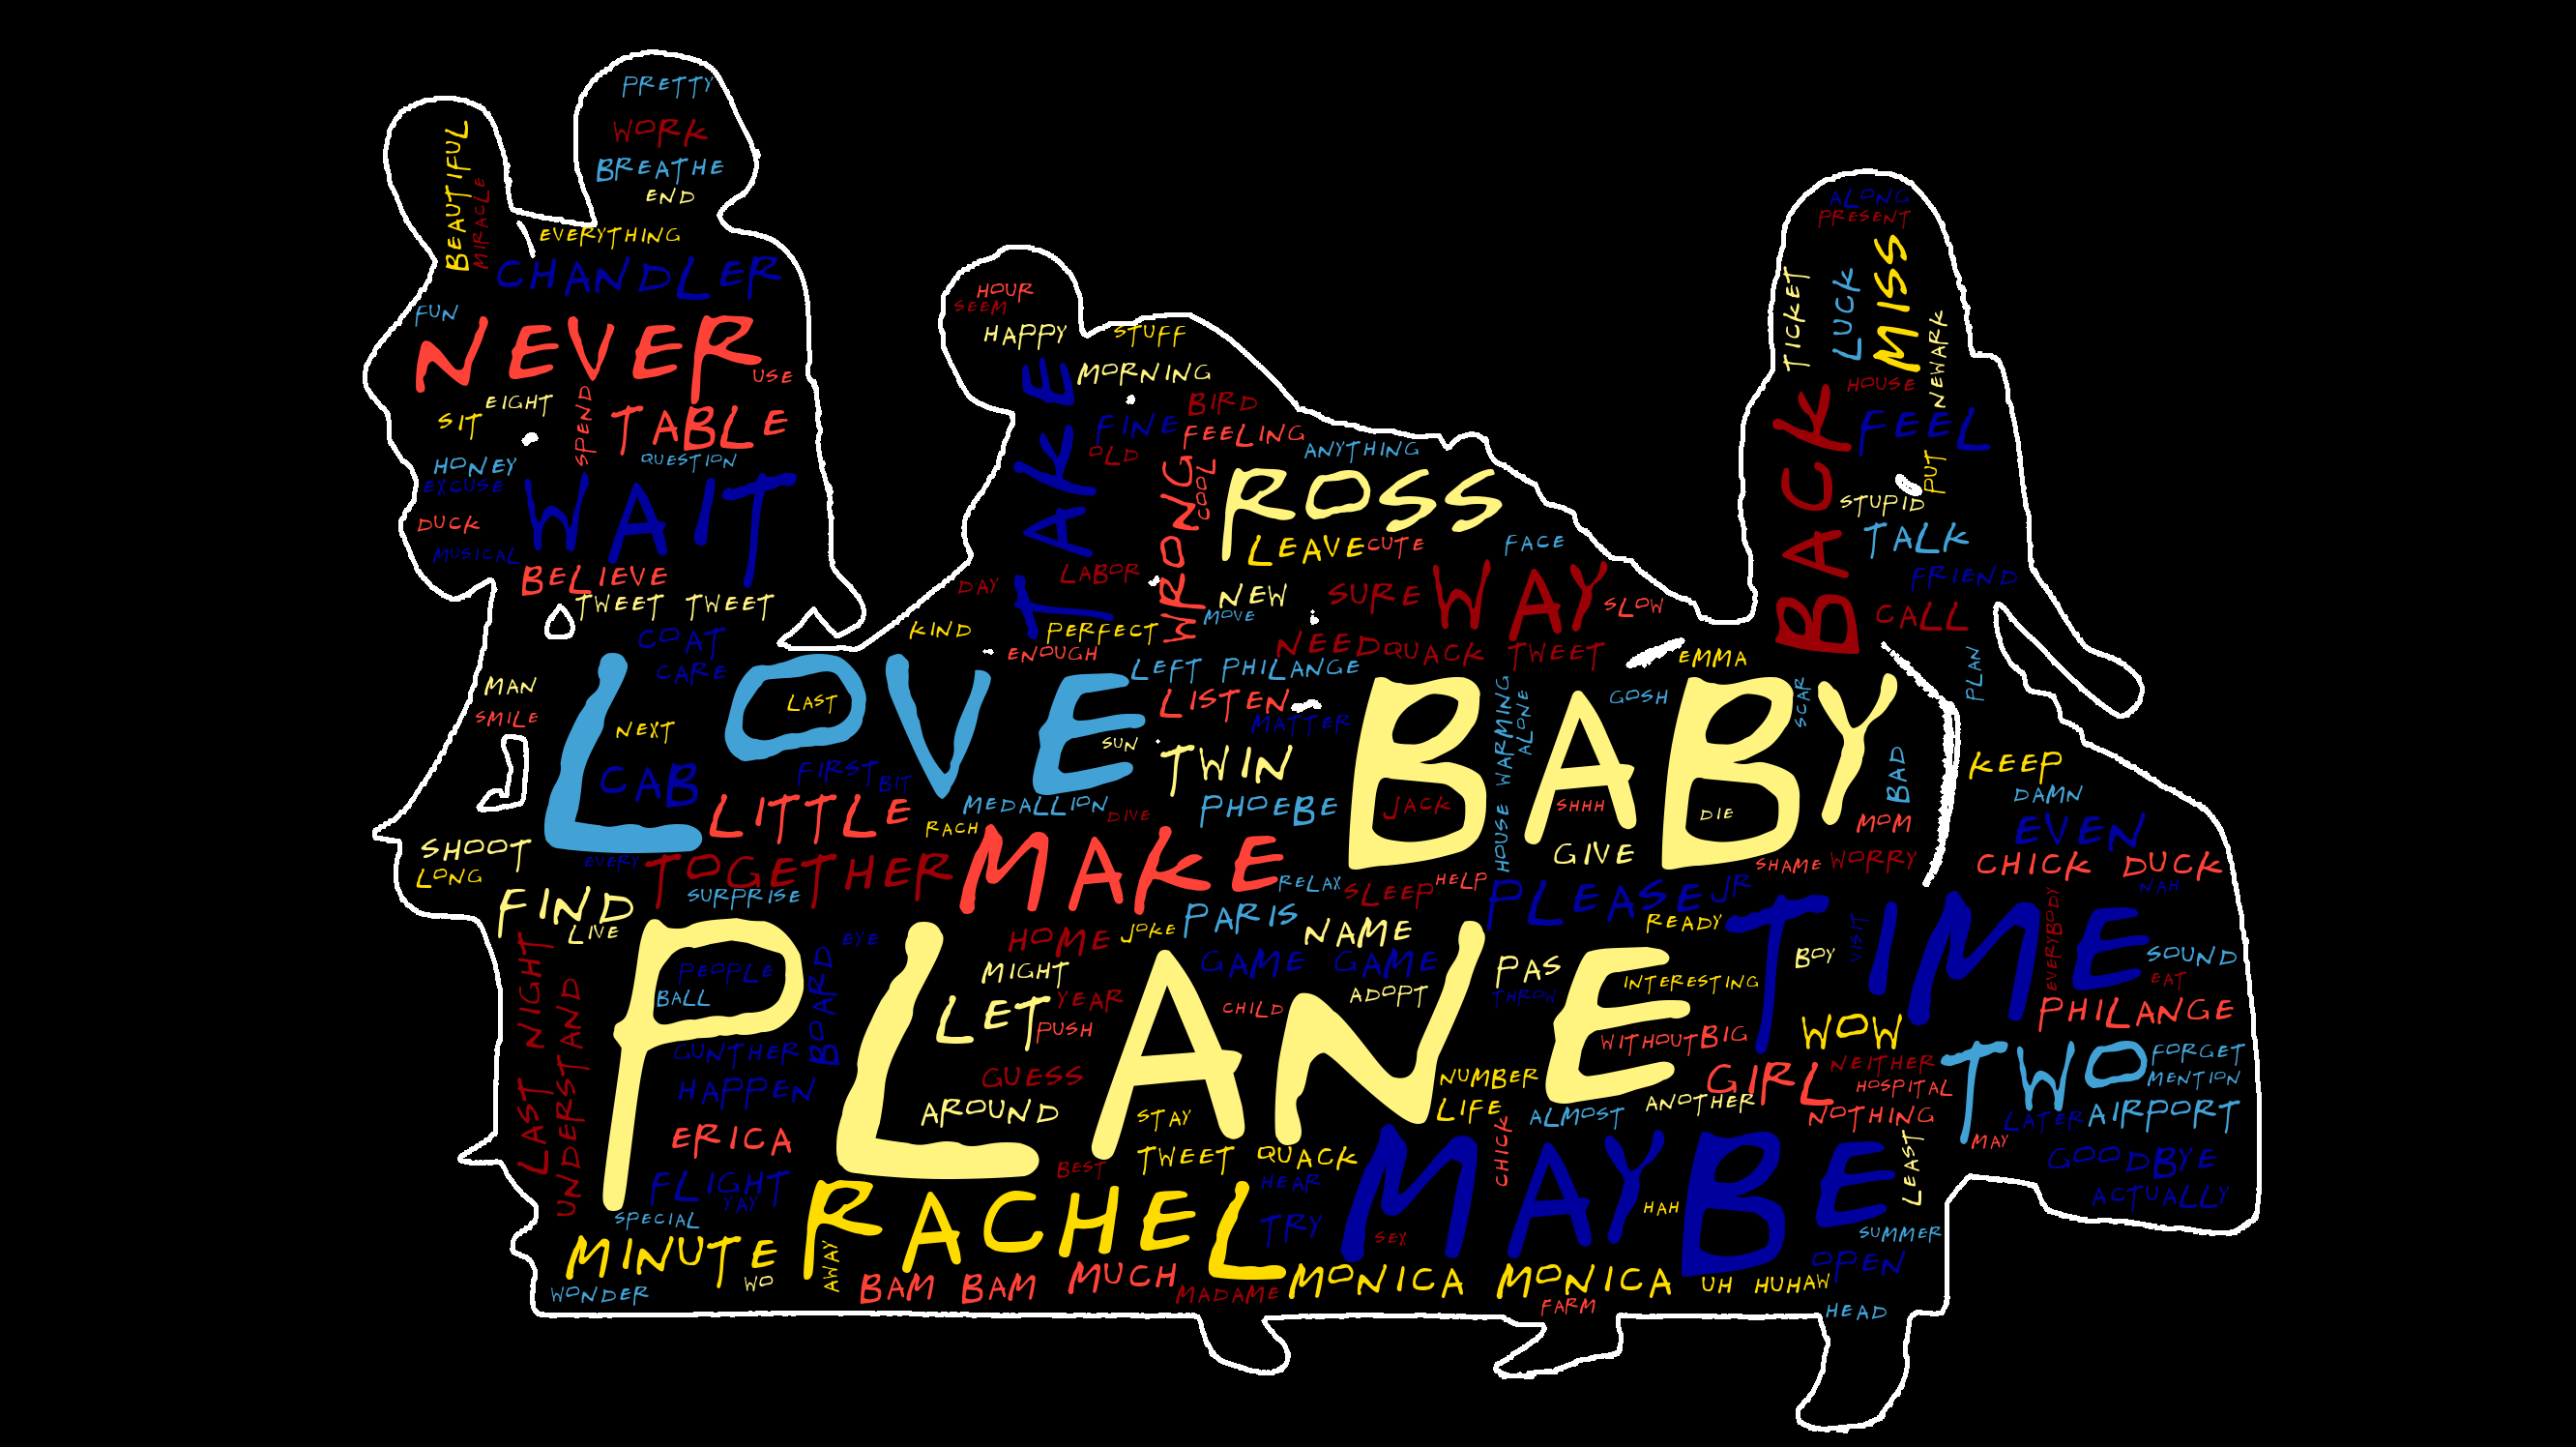 PRETTY
WORK
BREATHE
END
BEAUTIFUL
MIRACLE
EVERYTHING
CHANDLER
FUN
NEVER
USE
EIGHT
SIT
SPEND
TABLE
HONEY
QUESTION
EXCUSE
WAIT
DUCK
MUSICAL
BELIEVE
TWEET TWEET
COAT
CARE
HOUR
SEEM
HAPPY
STUFF
TAKE
MORNING
BIRD
FINE
FEELING
OLD
ANYTHING
WRONG
COOL
ROSS
LEAVE
CUTE
FACE
DAY
LABOR
NEW
MOVE
SURE
WAY
SLOW
KIND
PERFECT
ENOUGH
NEED
QUACK TWEET
LEFT PHILANGE
EMMA
ALONG
PRESENT
TICKET
LUCK
MISS
NEWARK
HOUSE
BACK
FEEL
PUT
STUPID
TALK
FRIEND
CALL
PLAN
MAN
SMILE
LOVE
LAST
NEXT
CAB
FIRST
BIT
LITTLE
LISTEN
MATTER
SUN
TWIN
MEDALLION
DIVE
PHOEBE
RACH
BABY
JACK
HOUSE WARMING
ALONE
GOSH
SCAR
SHHH
DIE
GIVE
BAD
MOM
SHAME
WORRY
KEEP
DAMN
EVEN
CHICK DUCK
NAH
SHOOT
LONG
EVERY
TOGETHER
SURPRISE
MAKE
RELAX
SLEEP
HELP
PLEASE
JR
FIND
LIVE
HOME
JOKE
PARIS
NAME
READY
TIME
BOY
VISIT
EVERYBODY
SOUND
EAT
PHILANGE
LAST NIGHT
UNDERSTAND
PLANE
PEOPLE
BALL
BOARD
EYE
MIGHT
LET
YEAR
PUSH
GAME GAME
CHILD
ADOPT
PAS
THROW
INTERESTING
WITHOUT
BIG
WOW
GUNTHER
HAPPEN
GUESS
AROUND
STAY
NUMBER
LIFE
ALMOST
ANOTHER
GIRL
NEITHER
HOSPITAL
NOTHING
TWO
FORGET
MENTION
LATER
AIRPORT
MAY
ERICA
FLIGHT
YAY
BEST
TWEET QUACK
HEAR
CHICK
MAYBE
HAH
SEX
LEAST
GOODBYE
ACTUALLY
SPECIAL
RACHEL
TRY
SUMMER
MINUTE
WO
AWAY
OPEN
WONDER
BAM BAM
MUCH
MADAME
MONICA MONICA
UH HUHAW
FARM
HEAD